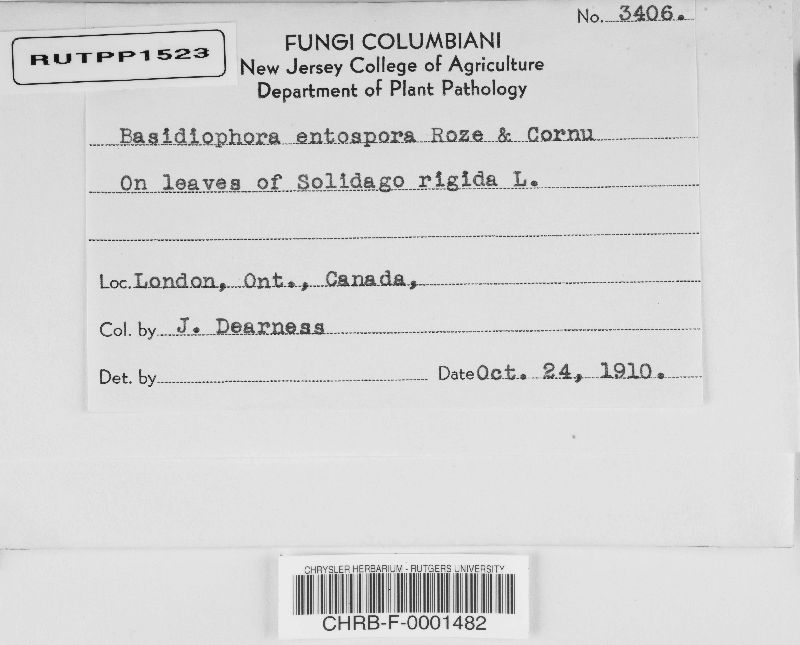 No. 3406.
RUTPP1523
FUNGI COLUMBIANI
New Jersey College of Agriculture
Department of Plant Pathology
Basidiophora entospora Roze & Cornu
On leaves of Solidago rigida L.
Loc. London, Ont., Canada,
Col. by J. Dearness
Det. by
Date Oct. 24, 1910.
CHRYSLER HERBARIUM - RUTGERS UNIVERSITY
CHRB-F-0001482